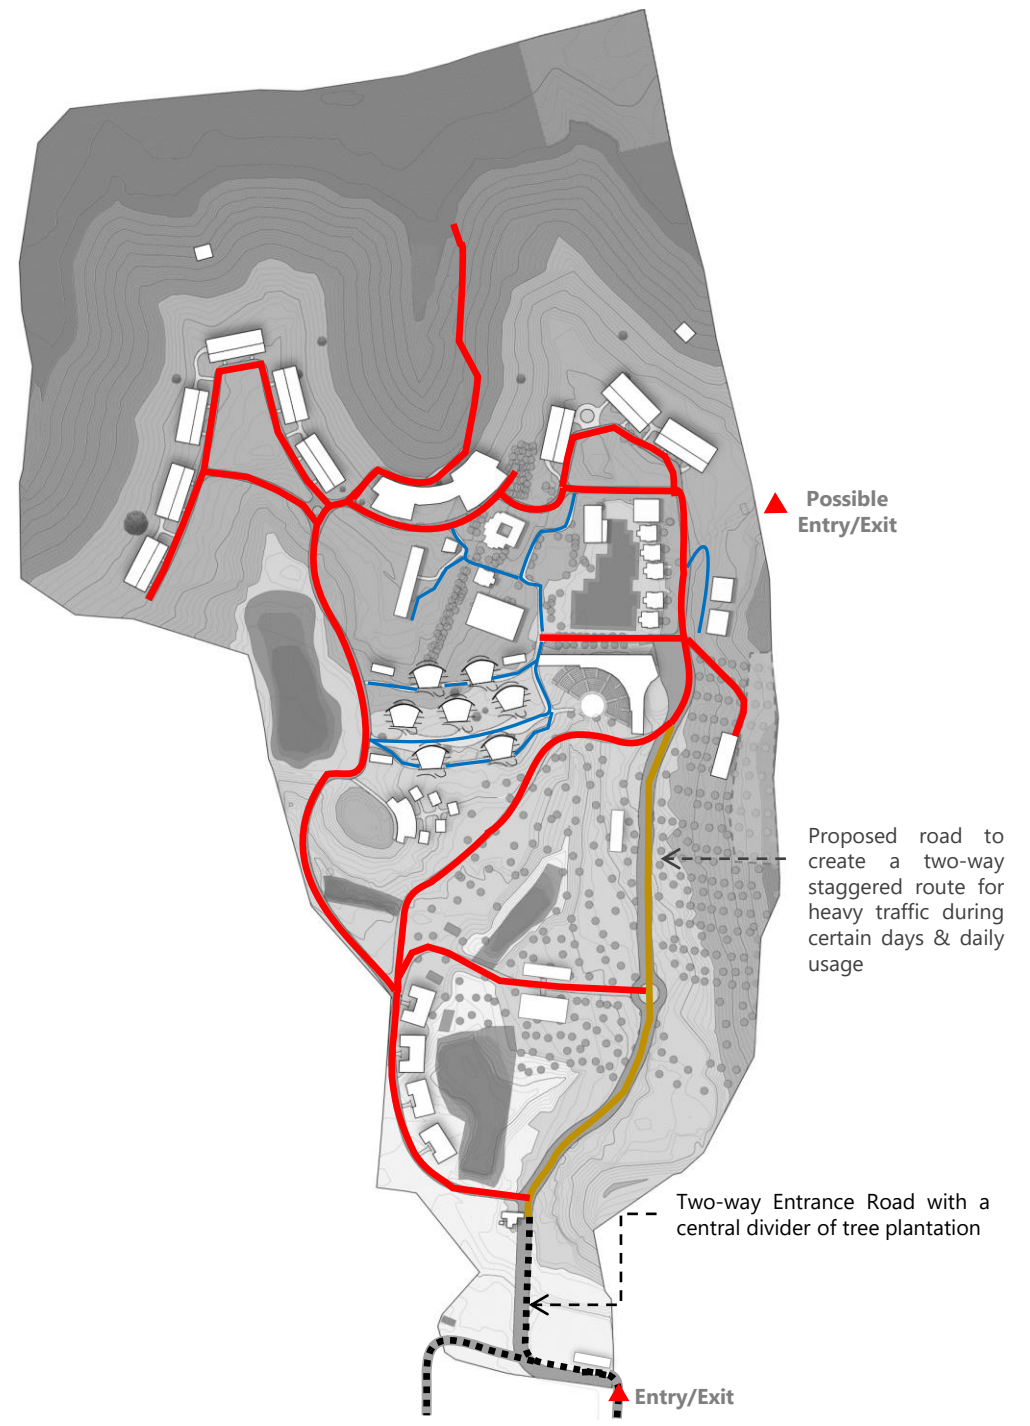 Possible
Entry/Exit
Proposed road to
create a two-way
staggered route for
heavy traffic during
certain days & daily
usage
Two-way Entrance Road with a
central divider of tree plantation
Entry/Exit